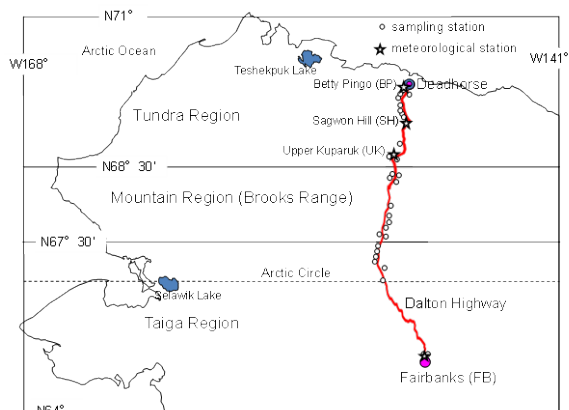 N71°
sampling station
Arctic Ocean
meteorological station
W168°
W141°
Teshekpuk Lake
Betty Pingo (BP)
Deadhorse
Tundra Region
Sagwon Hill (SH)
Upper Kuparuk (UK)
N68° 30'
Mountain Region (Brooks Range)
N67° 30'
Arctic Circle
Selawik Lake
Dalton Highway
Taiga Region
Fairbanks (FB)
N64°